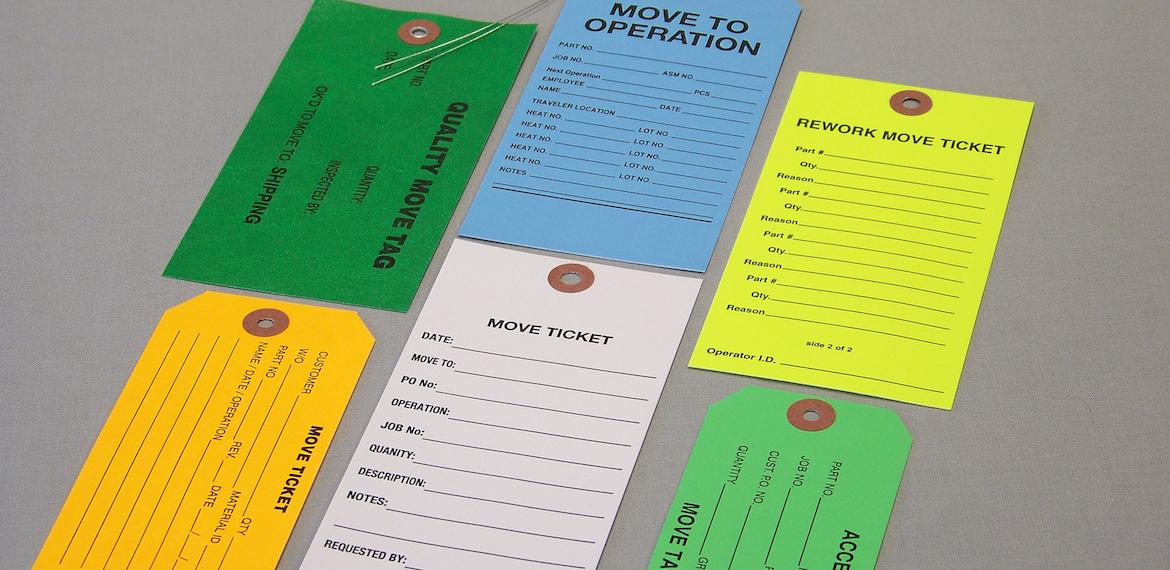 QUALITY MOVE TAG
PART NO.
DATE:
QUANTITY:
INSPECTED BY:
OK'D TO MOVE TO: SHIPPING
MOVE TO
OPERATION
PART NO.
JOB NO. ASM NO.
Next Operation PCS
EMPLOYEE
NAME DATE
TRAVELER LOCATION
HEAT NO. LOT NO.
HEAT NO. LOT NO.
HEAT NO. LOT NO.
HEAT NO. LOT NO.
HEAT NO. LOT NO.
NOTES
REWORK MOVE TICKET
Part #
Qty.
Reason
Part #
Qty.
Reason
Part #
Qty.
Reason
Part #
Qty.
Reason
side 2 of 2
Operator I.D.
MOVE TICKET
CUSTOMER
W/O QTY
PART NO REV. MATERIAL ID
NAME / DATE / OPERATION DATE
MOVE TICKET
DATE:
MOVE TO:
PO No:
OPERATION:
JOB No:
QUANITY:
DESCRIPTION:
NOTES:
REQUESTED BY:
ACCE
PART NO.
JOB NO.
CUST. PO NO.
QUANTITY GR
MOVE TA